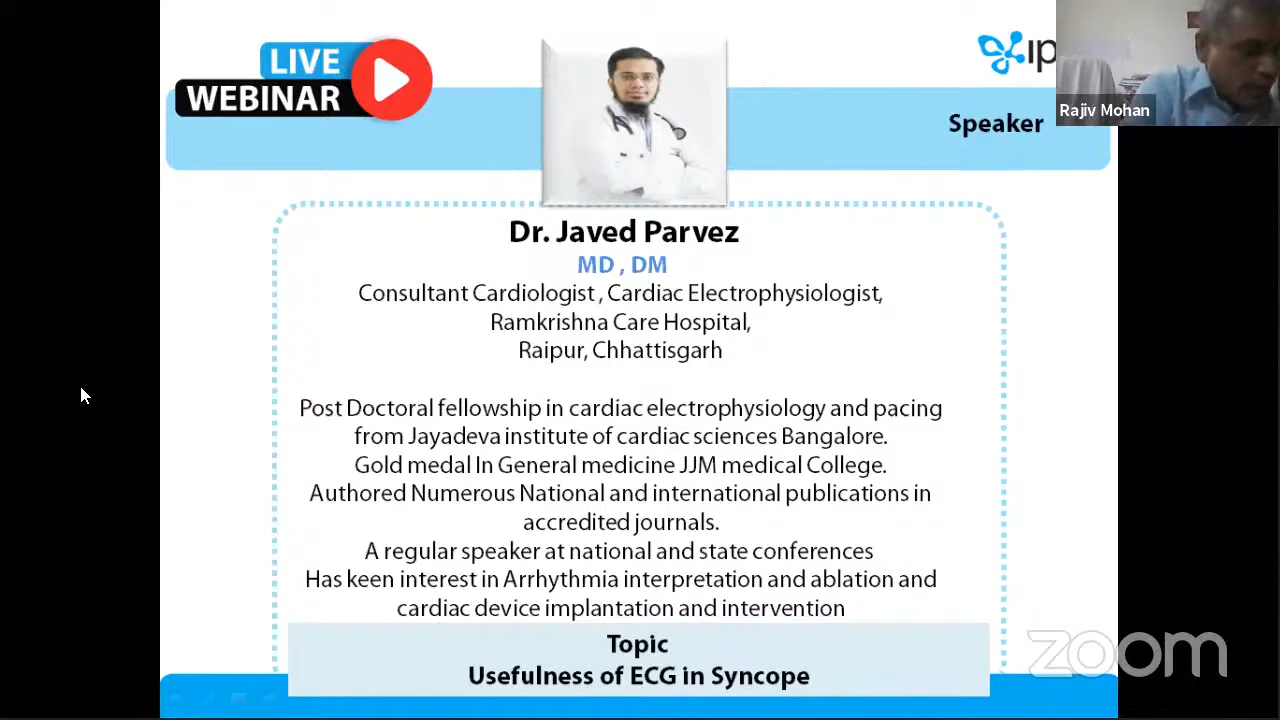 LIVE
WEBINAR
Speaker
Rajiv Mohan
Dr. Javed Parvez
MD , DM
Consultant Cardiologist , Cardiac Electrophysiologist,
Ramkrishna Care Hospital,
Raipur, Chhattisgarh
Post Doctoral fellowship in cardiac electrophysiology and pacing
from Jayadeva institute of cardiac sciences Bangalore.
Gold medal In General medicine JJM medical College.
Authored Numerous National and international publications in
accredited journals.
A regular speaker at national and state conferences
Has keen interest in Arrhythmia interpretation and ablation and
cardiac device implantation and intervention
Topic
Usefulness of ECG in Syncope
zoom